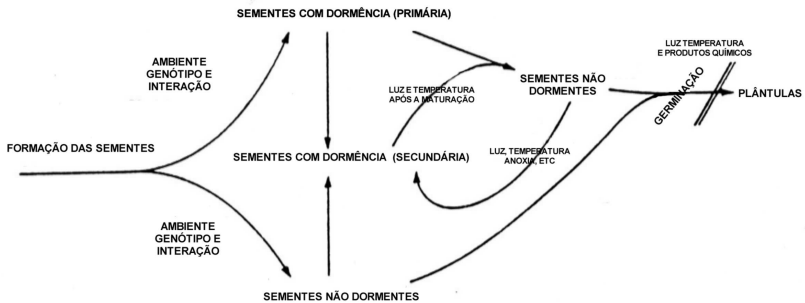 SEMENTES COM DORMÊNCIA (PRIMÁRIA)
LUZ TEMPERATURA
E PRODUTOS QUÍMICOS
AMBIENTE
GENÓTIPO E
INTERAÇÃO
SEMENTES NÃO
DORMENTES
LUZ E TEMPERATURA
APÓS A MATURAÇÃO
GERMINAÇÃO
PLÂNTULAS
FORMAÇÃO DAS SEMENTES
SEMENTES COM DORMÊNCIA (SECUNDÁRIA)
LUZ, TEMPERATURA
ANOXIA, ETC
AMBIENTE
GENÓTIPO E
INTERAÇÃO
SEMENTES NÃO DORMENTES